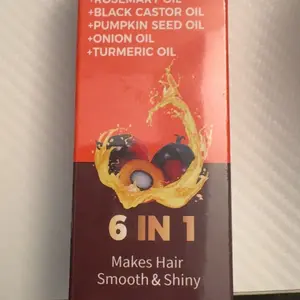 +ROSEMARY OIL
+BLACK CASTOR OIL
+PUMPKIN SEED OIL
+ONION OIL
+TURMERIC OIL
6 IN 1
Makes Hair
Smooth & Shiny